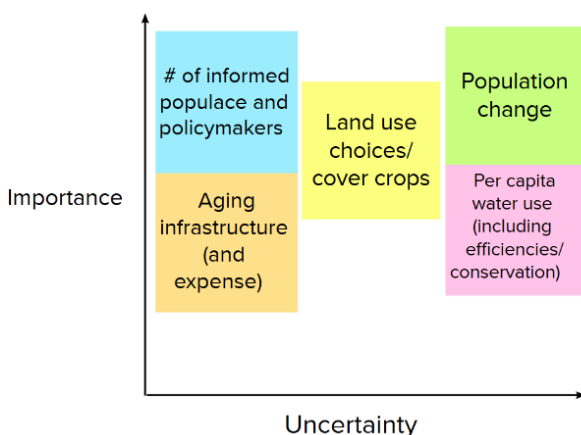 # of informed
populace and
policymakers
Population
change
Land use
choices/
cover crops
Importance
Aging
infrastructure
(and
expense)
Per capita
water use
(including
efficiencies/
conservation)
Uncertainty